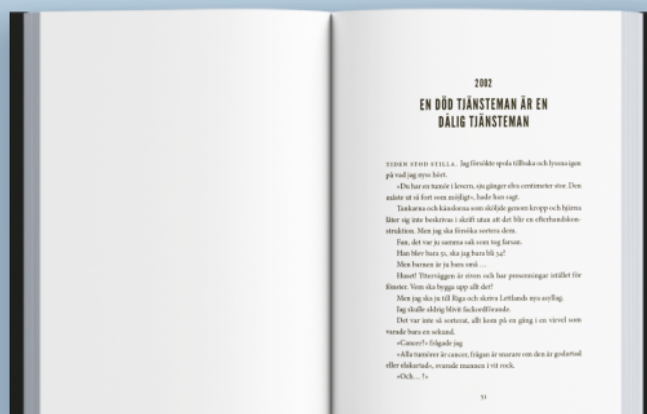 2002
EN DÖD TJÄNSTEMAN ÄR EN
DÅLIG TJÄNSTEMAN
TIDEN STOD STILLA. Jag försökte spola tillbaka och lyssna igen
på vad jag nyss hört.
»Du har en tumör i levern, sju gånger elva centimeter stor. Den
måste ut så fort som möjligt«, hade han sagt.
Tankarna och känslorna som sköljde genom kropp och hjärna
låter sig inte beskrivas i skrift utan att det blir en efterhandskon-
struktion. Men jag ska försöka sortera dem.
Fan, det var ju samma sak som tog farsan.
Han blev bara 51, ska jag bara bli 34?
Men barnen är ju bara små …
Huset! Ytterväggen är riven och har presenningar istället för
fönster. Vem ska bygga upp allt det?
Men jag ska ju till Riga och skriva Lettlands nya asyllag.
Jag skulle aldrig blivit fackordförande.
Det var inte så sorterat, allt kom på en gång i en virvel som
varade bara en sekund.
»Cancer?« frågade jag
»Alla tumörer är cancer, frågan är snarare om den är godartad
eller elakartad«, svarade mannen i vit rock.
»Och… ?«